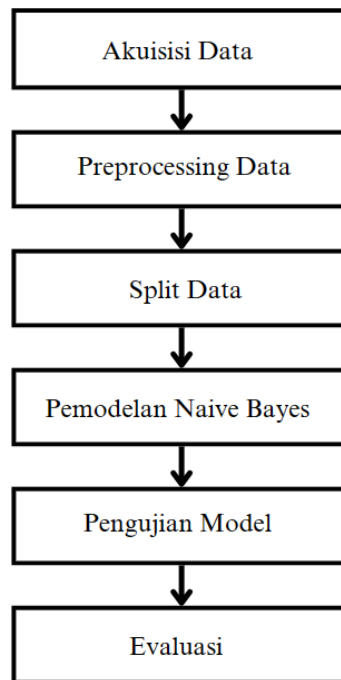 Akuisisi Data
Preprocessing Data
Split Data
Pemodelan Naive Bayes
Pengujian Model
Evaluasi